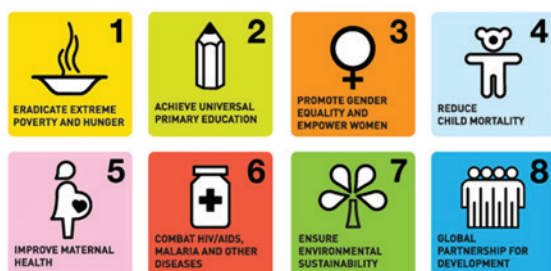 1
ERADICATE EXTREME
POVERTY AND HUNGER
2
ACHIEVE UNIVERSAL
PRIMARY EDUCATION
3
PROMOTE GENDER
EQUALITY AND
EMPOWER WOMEN
4
REDUCE
CHILD MORTALITY
5
IMPROVE MATERNAL
HEALTH
6
COMBAT HIV/AIDS,
MALARIA AND OTHER
DISEASES
7
ENSURE
ENVIRONMENTAL
SUSTAINABILITY
8
GLOBAL
PARTNERSHIP FOR
DEVELOPMENT